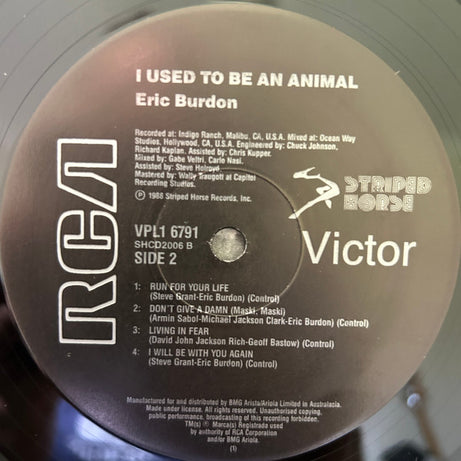 I USED TO BE AN ANIMAL
Eric Burdon
Recorded at: Indigo Ranch, Malibu, CA, U.S.A. Mixed at: Ocean Way
Studios, Hollywood, CA, U.S.A. Engineered by: Chuck Johnson,
Richard Kaplan. Assisted by: Chris Kupper.
Mixed by: Gabe Veltri, Carlo Nasi.
Assisted by: Steve Holroyd
Mastered by: Wally Traugott at Capitol
Recording Studios.
℗ 1988 Striped Horse Records, Inc.
STRIPED
HORSE
RCA
VPL1 6791
SHCD2006 B
SIDE 2
Victor
1: RUN FOR YOUR LIFE
(Steve Grant-Eric Burdon) (Control)
2: DON'T GIVE A DAMN (Maski, Maski)
(Armin Sabol-Michael Jackson Clark-Eric Burdon) (Control)
3: LIVING IN FEAR
(David John Jackson Rich-Geoff Bastow) (Control)
4: I WILL BE WITH YOU AGAIN
(Steve Grant-Eric Burdon) (Control)
Manufactured for and distributed by BMG Arista/Ariola Limited in Australasia.
Made under license. All rights reserved. Unauthorised copying,
public performance, broadcasting of this recording forbidden.
TM(s) ® Marca(s) Registrada used
by authority of RCA Corporation
and/or BMG Ariola.
(1)